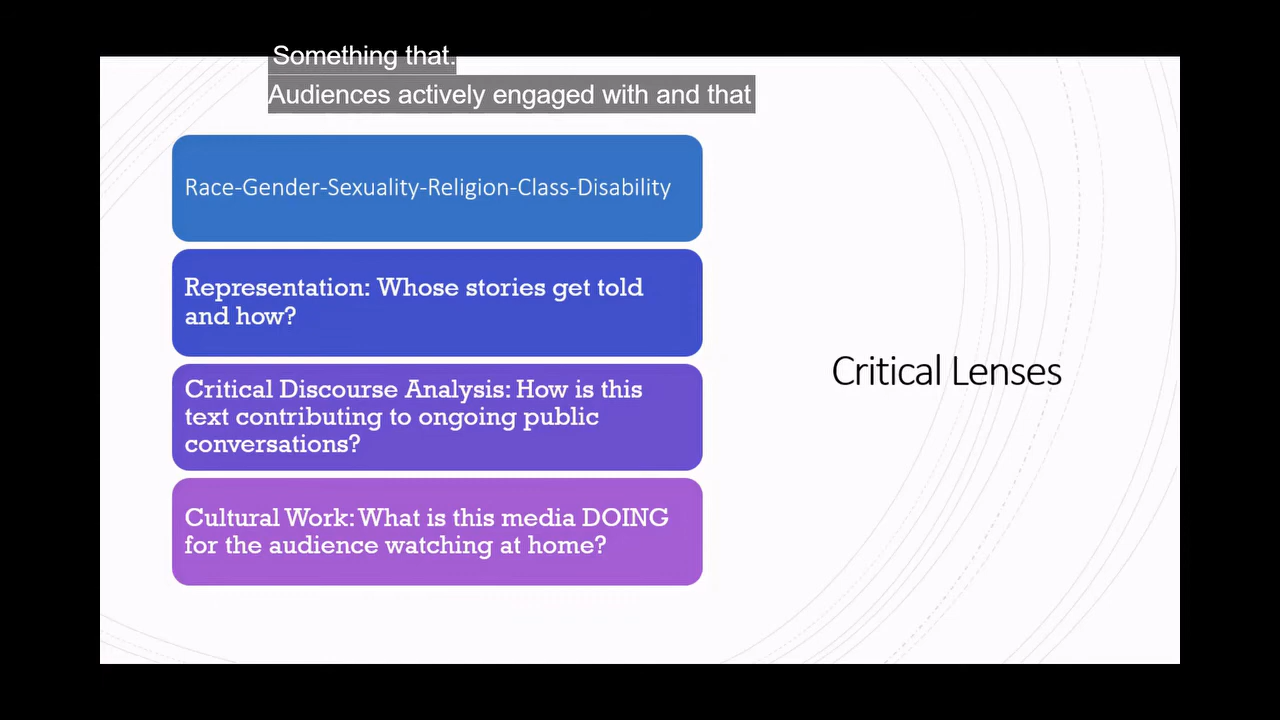 Something that.
Audiences actively engaged with and that
Race-Gender-Sexuality-Religion-Class-Disability
Representation: Whose stories get told
and how?
Critical Discourse Analysis: How is this
text contributing to ongoing public
conversations?
Cultural Work: What is this media DOING
for the audience watching at home?
Critical Lenses